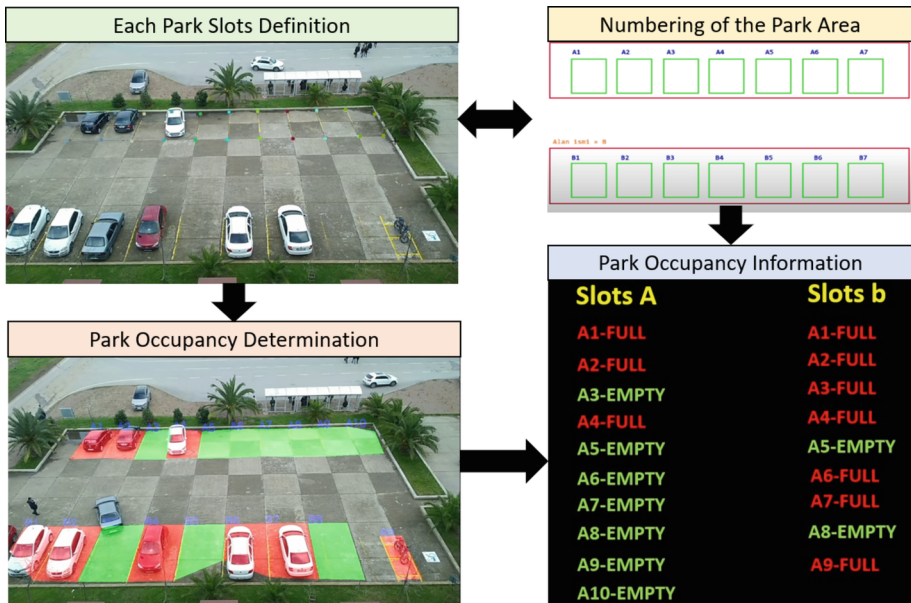 Each Park Slots Definition
Numbering of the Park Area
A1 A2 A3 A4 A5 A6 A7
Alan ismi = B
B1 B2 B3 B4 B5 B6 B7
Park Occupancy Determination
Park Occupancy Information
Slots A
A1-FULL
A2-FULL
A3-EMPTY
A4-FULL
A5-EMPTY
A6-EMPTY
A7-EMPTY
A8-EMPTY
A9-EMPTY
A10-EMPTY
Slots b
A1-FULL
A2-FULL
A3-FULL
A4-FULL
A5-EMPTY
A6-FULL
A7-FULL
A8-EMPTY
A9-FULL